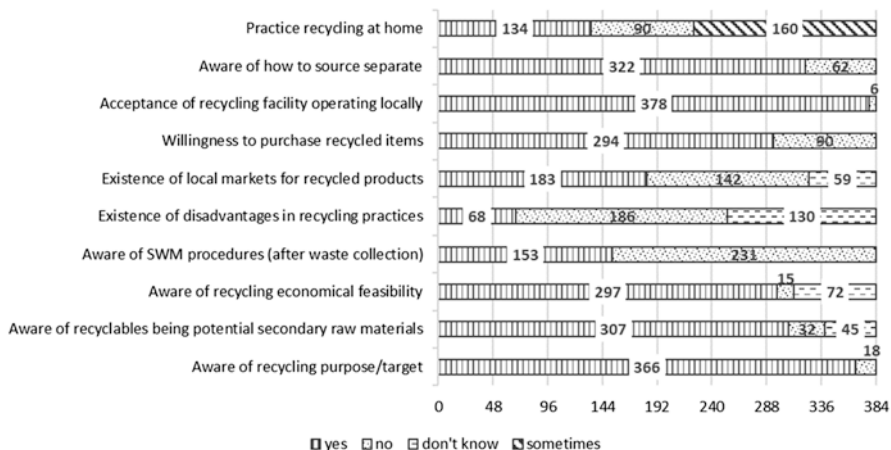 Practice recycling at home 134 90 160
Aware of how to source separate 322 62
Acceptance of recycling facility operating locally 378 6
Willingness to purchase recycled items 294 90
Existence of local markets for recycled products 183 142 59
Existence of disadvantages in recycling practices 68 186 130
Aware of SWM procedures (after waste collection) 153 231
Aware of recycling economical feasibility 297 15 72
Aware of recyclables being potential secondary raw materials 307 32 45
Aware of recycling purpose/target 366 18
0 48 96 144 192 240 288 336 384
yes no don't know sometimes